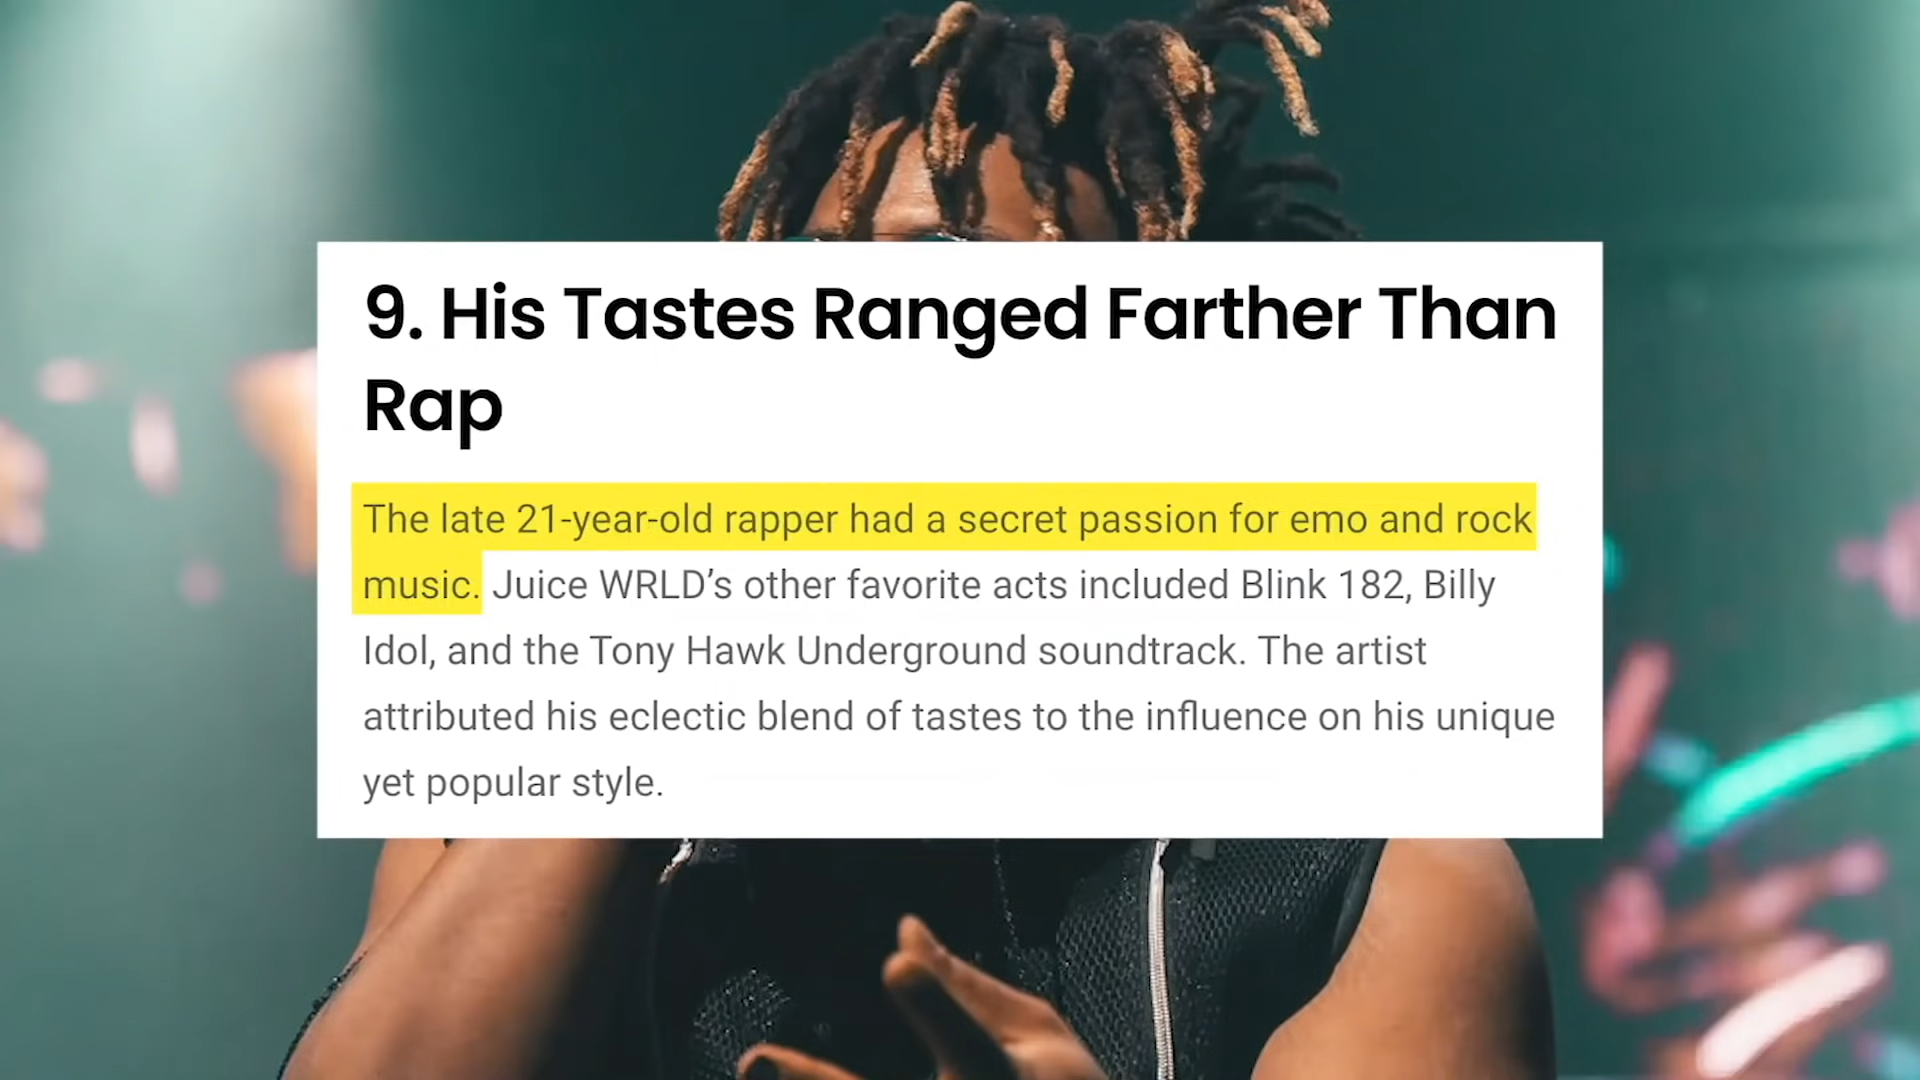 9. His Tastes Ranged Farther Than
Rap
The late 21-year-old rapper had a secret passion for emo and rock
music. Juice WRLD’s other favorite acts included Blink 182, Billy
Idol, and the Tony Hawk Underground soundtrack. The artist
attributed his eclectic blend of tastes to the influence on his unique
yet popular style.